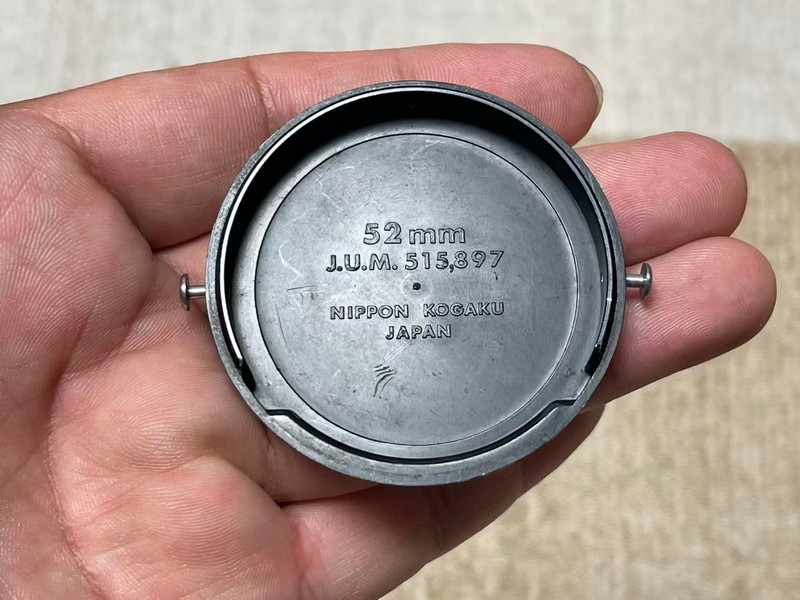 52 mm
J.U.M. 515,897
NIPPON KOGAKU
JAPAN